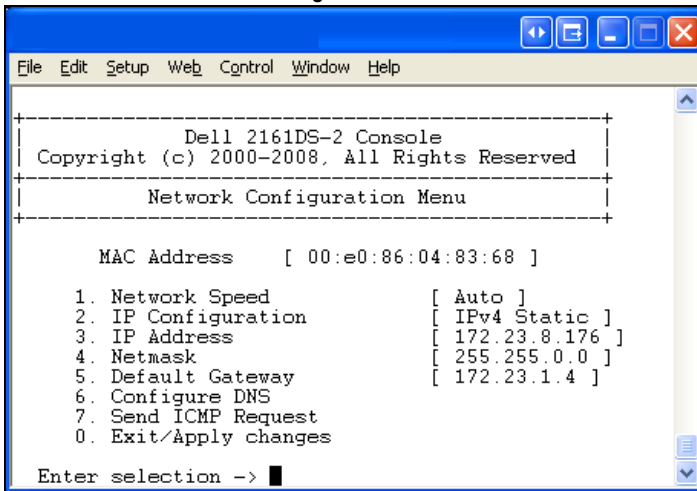 File Edit Setup Web Control Window Help
+-----------------------------------------------+
| Dell 2161DS-2 Console |
| Copyright (c) 2000-2008, All Rights Reserved |
+-----------------------------------------------+
| Network Configuration Menu |
+-----------------------------------------------+
MAC Address [ 00:e0:86:04:83:68 ]
1. Network Speed [ Auto ]
2. IP Configuration [ IPv4 Static ]
3. IP Address [ 172.23.8.176 ]
4. Netmask [ 255.255.0.0 ]
5. Default Gateway [ 172.23.1.4 ]
6. Configure DNS
7. Send ICMP Request
0. Exit/Apply changes
Enter selection ->